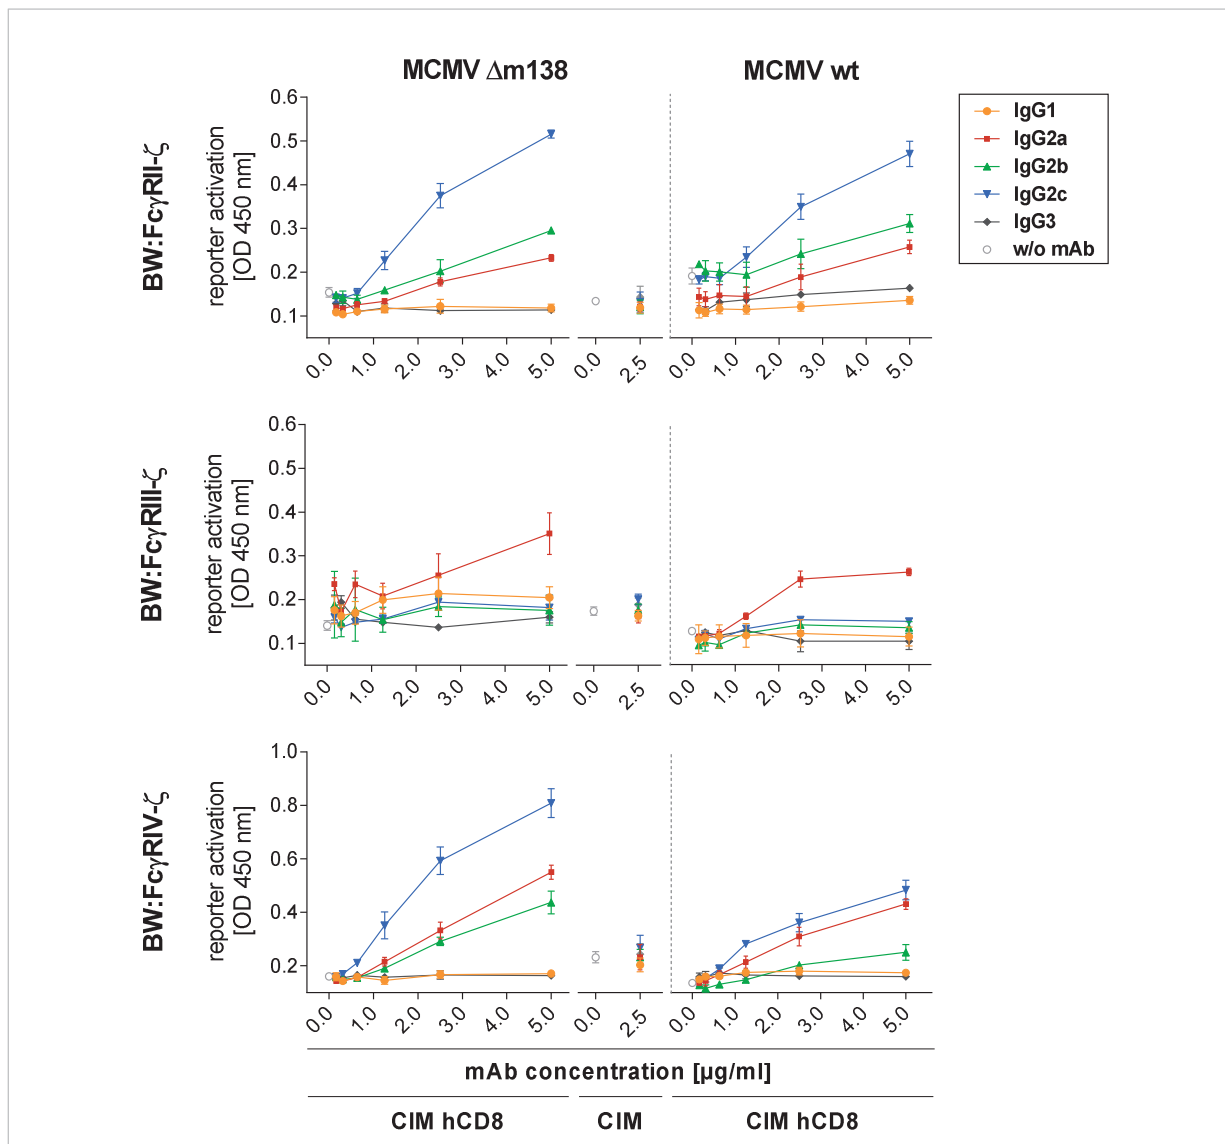 MCMV Δm138
MCMV wt
IgG1
IgG2a
IgG2b
IgG2c
IgG3
w/o mAb
BW:FcγRII-ζ
reporter activation
[OD 450 nm]
0.6
0.5
0.4
0.3
0.2
0.1
0.0 1.0 2.0 3.0 4.0 5.0
0.0 2.5
0.0 1.0 2.0 3.0 4.0 5.0
BW:FcγRIII-ζ
reporter activation
[OD 450 nm]
0.6
0.5
0.4
0.3
0.2
0.1
0.0 1.0 2.0 3.0 4.0 5.0
0.0 2.5
0.0 1.0 2.0 3.0 4.0 5.0
BW:FcγRIV-ζ
reporter activation
[OD 450 nm]
1.0
0.8
0.6
0.4
0.2
0.0 1.0 2.0 3.0 4.0 5.0
0.0 2.5
0.0 1.0 2.0 3.0 4.0 5.0
mAb concentration [µg/ml]
CIM hCD8
CIM
CIM hCD8